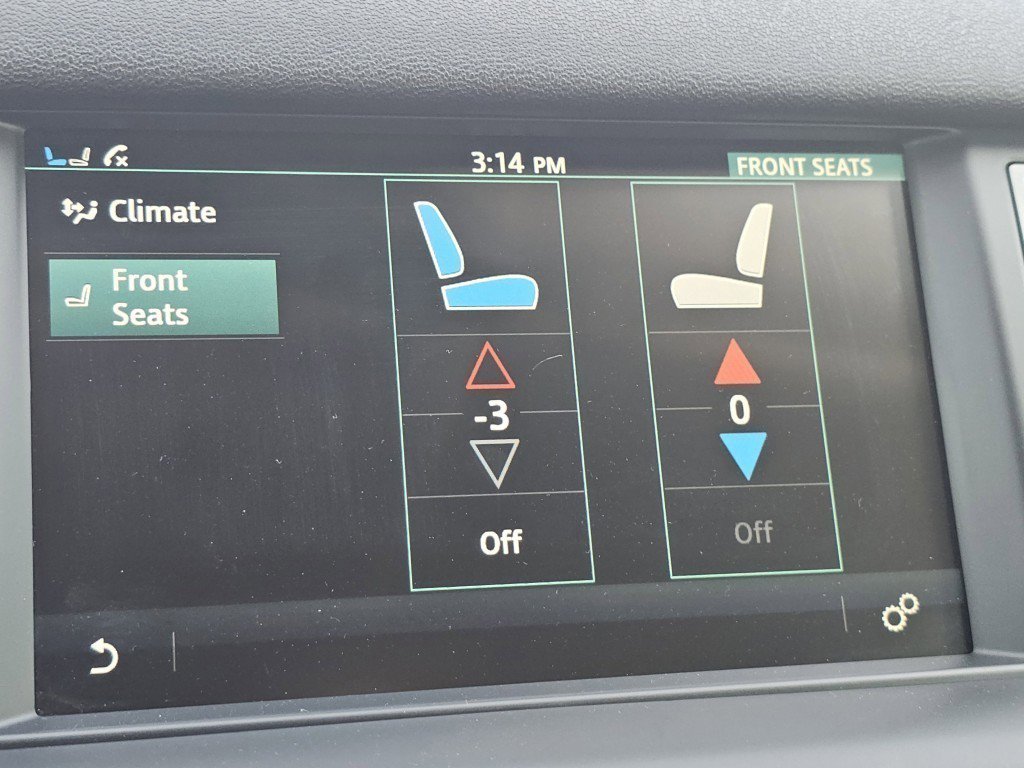 3:14 PM
FRONT SEATS
Climate
Front
Seats
-3
0
Off
Off